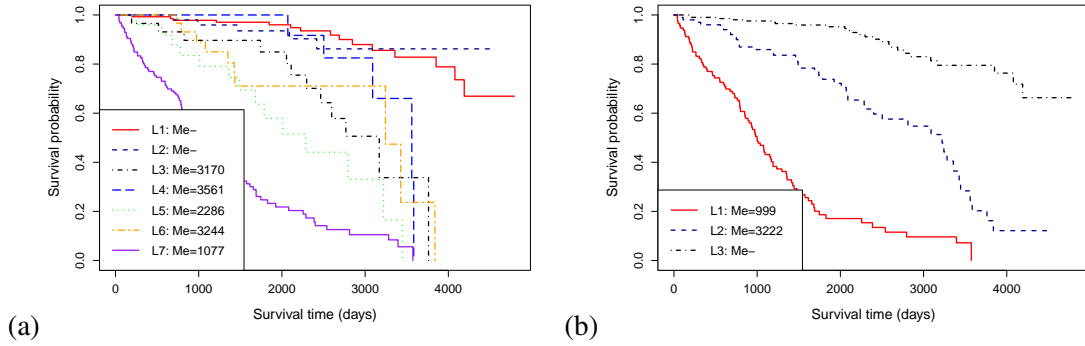 1.0
0.8
0.6
0.4
0.2
0.0
Survival probability
L1: Me−
L2: Me−
L3: Me=3170
L4: Me=3561
L5: Me=2286
L6: Me=3244
L7: Me=1077
0 1000 2000 3000 4000
Survival time (days)
(a)
1.0
0.8
0.6
0.4
0.2
0.0
Survival probability
L1: Me=999
L2: Me=3222
L3: Me−
0 1000 2000 3000 4000
Survival time (days)
(b)